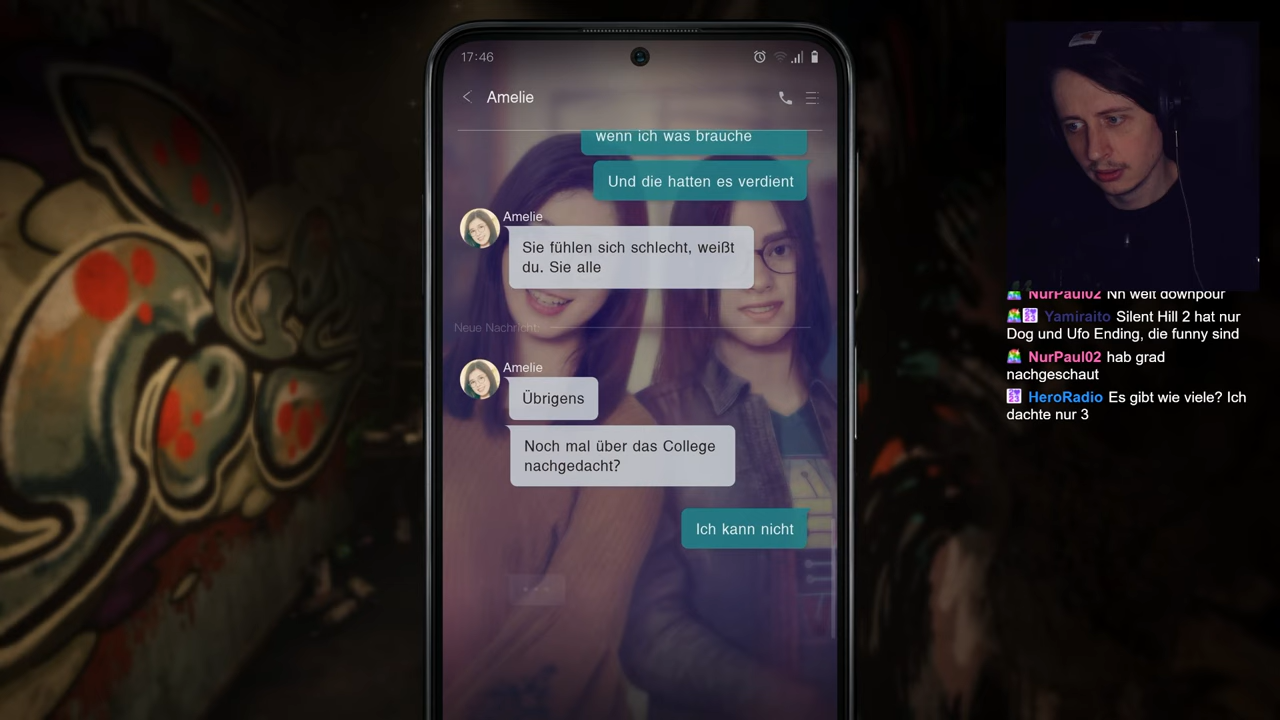 17:46
Amelie
wenn ich was brauche
Und die hatten es verdient
Amelie
Sie fühlen sich schlecht, weißt
du. Sie alle
Neue Nachricht
Amelie
Übrigens
Noch mal über das College
nachgedacht?
Ich kann nicht
NurPaul02 Nh weit downpour
Yamiraito Silent Hill 2 hat nur
Dog und Ufo Ending, die funny sind
NurPaul02 hab grad
nachgeschaut
HeroRadio Es gibt wie viele? Ich
dachte nur 3